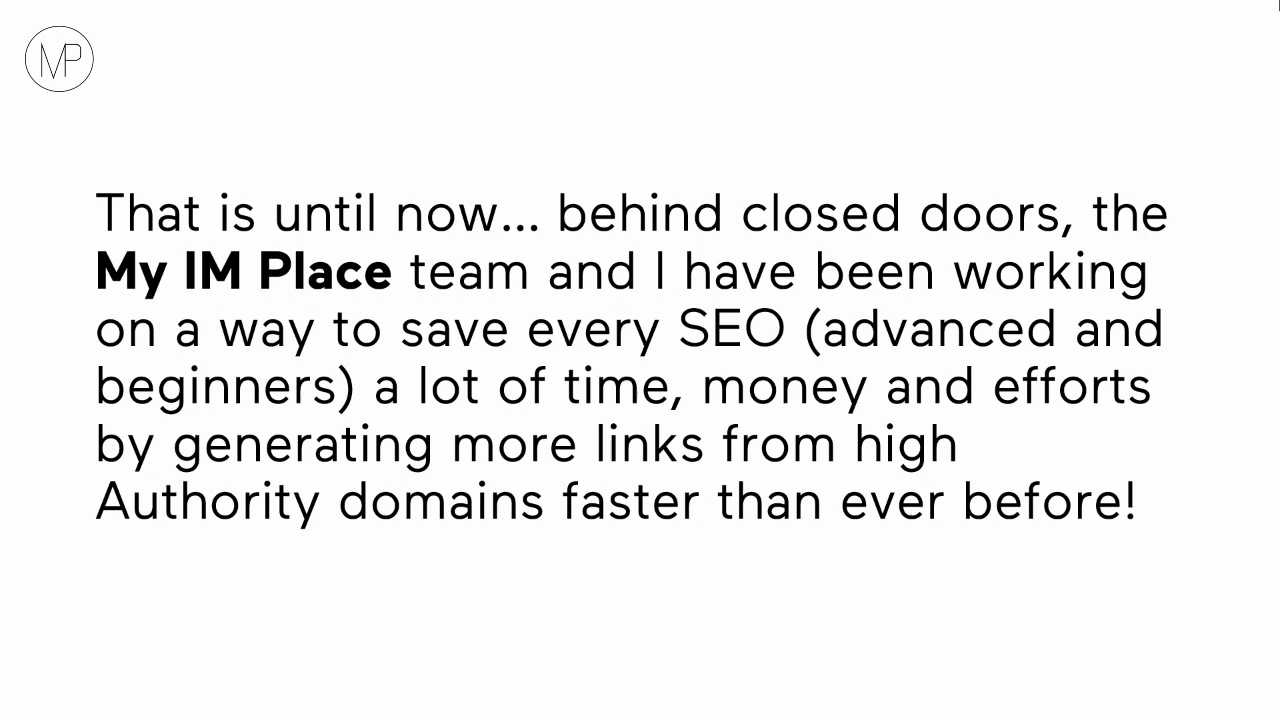 MP
That is until now... behind closed doors, the
My IM Place team and I have been working
on a way to save every SEO (advanced and
beginners) a lot of time, money and efforts
by generating more links from high
Authority domains faster than ever before!